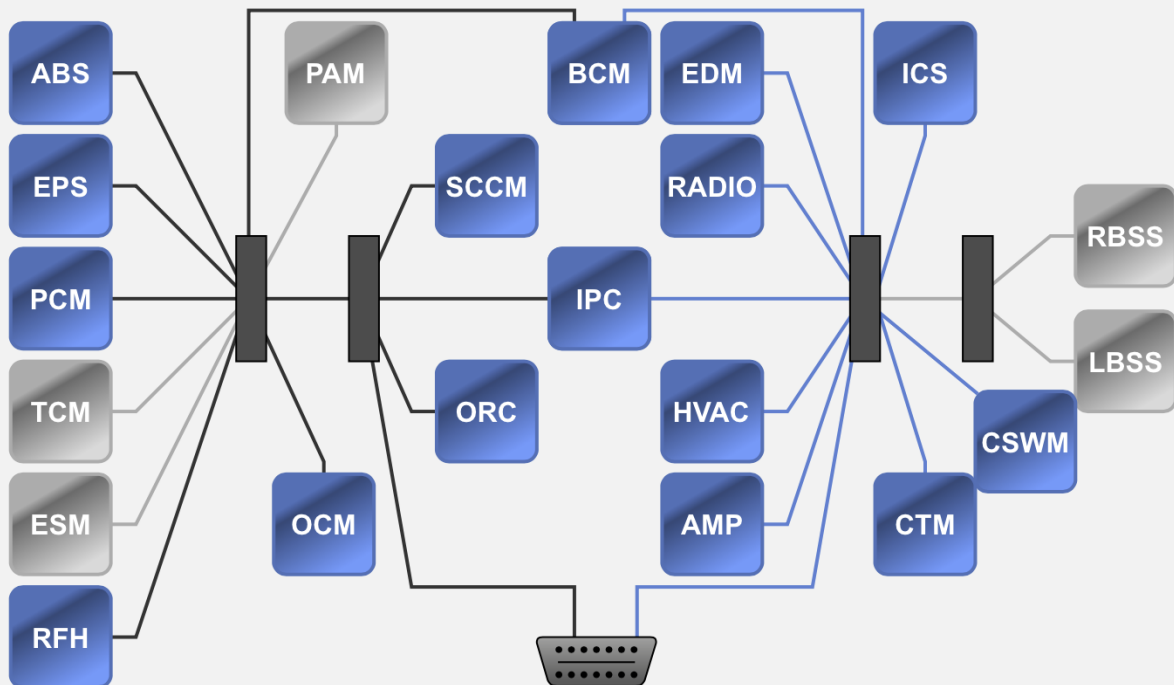 ABS
PAM
BCM
EDM
ICS
EPS
SCCM
RADIO
RBSS
PCM
IPC
LBSS
TCM
ORC
HVAC
CSWM
ESM
OCM
AMP
CTM
RFH